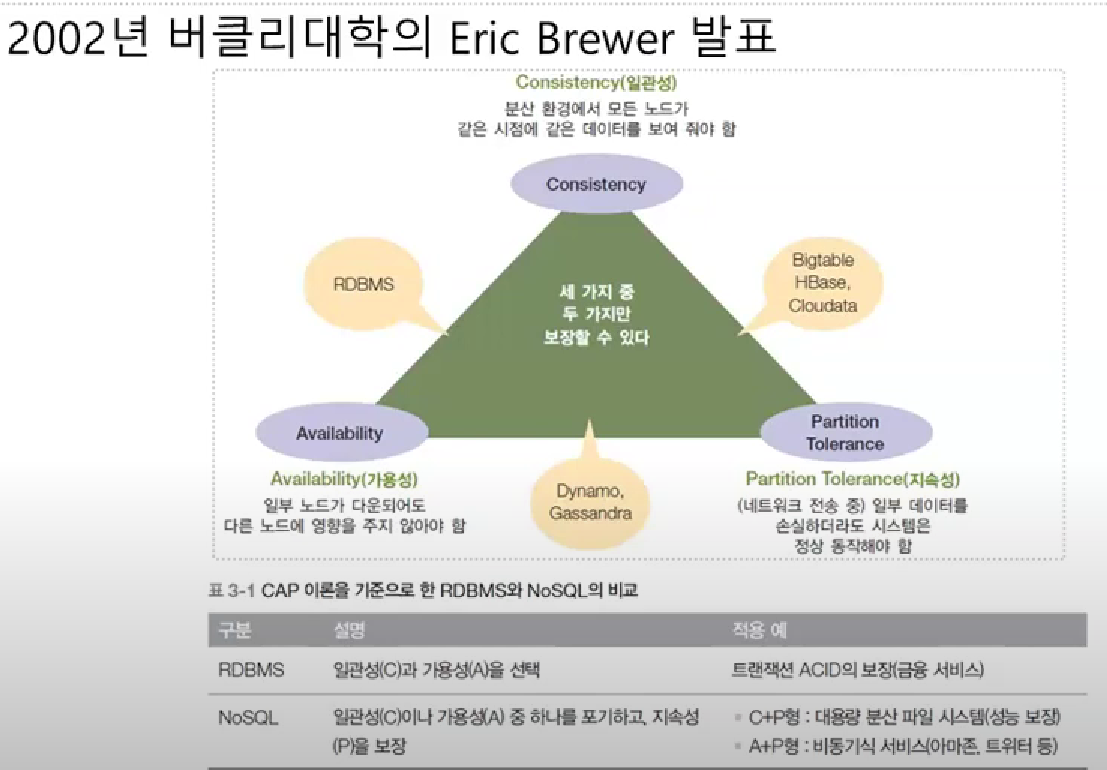 2002년 버클리대학의 Eric Brewer 발표
Consistency(일관성)
분산 환경에서 모든 노드가
같은 시점에 같은 데이터를 보여 줘야 함
Consistency
RDBMS
Bigtable
HBase,
Cloudata
세 가지 중
두 가지만
보장할 수 있다
Availability
Partition
Tolerance
Availability(가용성)
일부 노드가 다운되어도
다른 노드에 영향을 주지 않아야 함
Dynamo,
Gassandra
Partition Tolerance(지속성)
(네트워크 전송 중) 일부 데이터를
손실하더라도 시스템은
정상 동작해야 함
표 3-1 CAP 이론을 기준으로 한 RDBMS와 NoSQL의 비교
구분 설명 적용 예
RDBMS 일관성(C)과 가용성(A)을 선택 트랜잭션 ACID의 보장(금융 서비스)
NoSQL 일관성(C)이나 가용성(A) 중 하나를 포기하고, 지속성
(P)을 보장
▪ C+P형 : 대용량 분산 파일 시스템(성능 보장)
▪ A+P형 : 비동기식 서비스(아마존, 트위터 등)